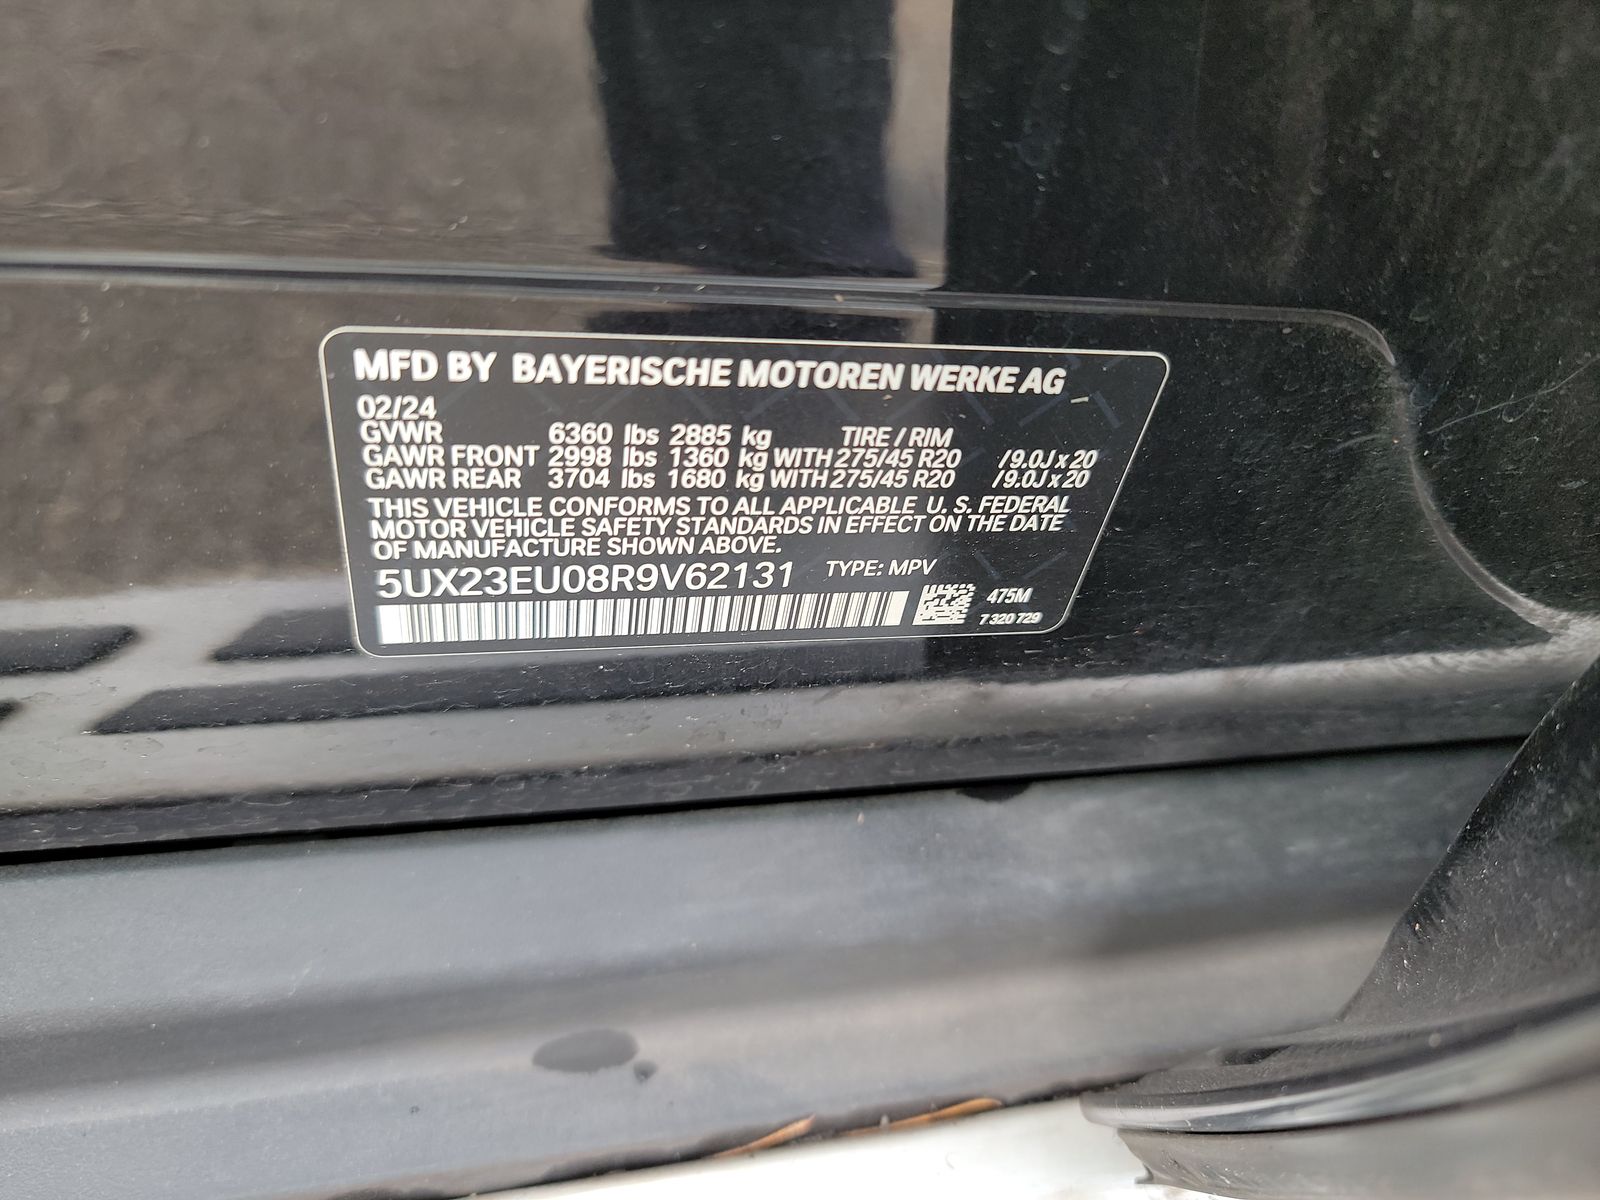 MFD BY BAYERISCHE MOTOREN WERKE AG
02/24
GVWR 6360 lbs 2885 kg TIRE / RIM
GAWR FRONT 2998 lbs 1360 kg WITH 275/45 R20 /9.0J x 20
GAWR REAR 3704 lbs 1680 kg WITH 275/45 R20 /9.0J x 20
THIS VEHICLE CONFORMS TO ALL APPLICABLE U. S. FEDERAL
MOTOR VEHICLE SAFETY STANDARDS IN EFFECT ON THE DATE
OF MANUFACTURE SHOWN ABOVE.
5UX23EU08R9V62131 TYPE: MPV
475M
7 320 729